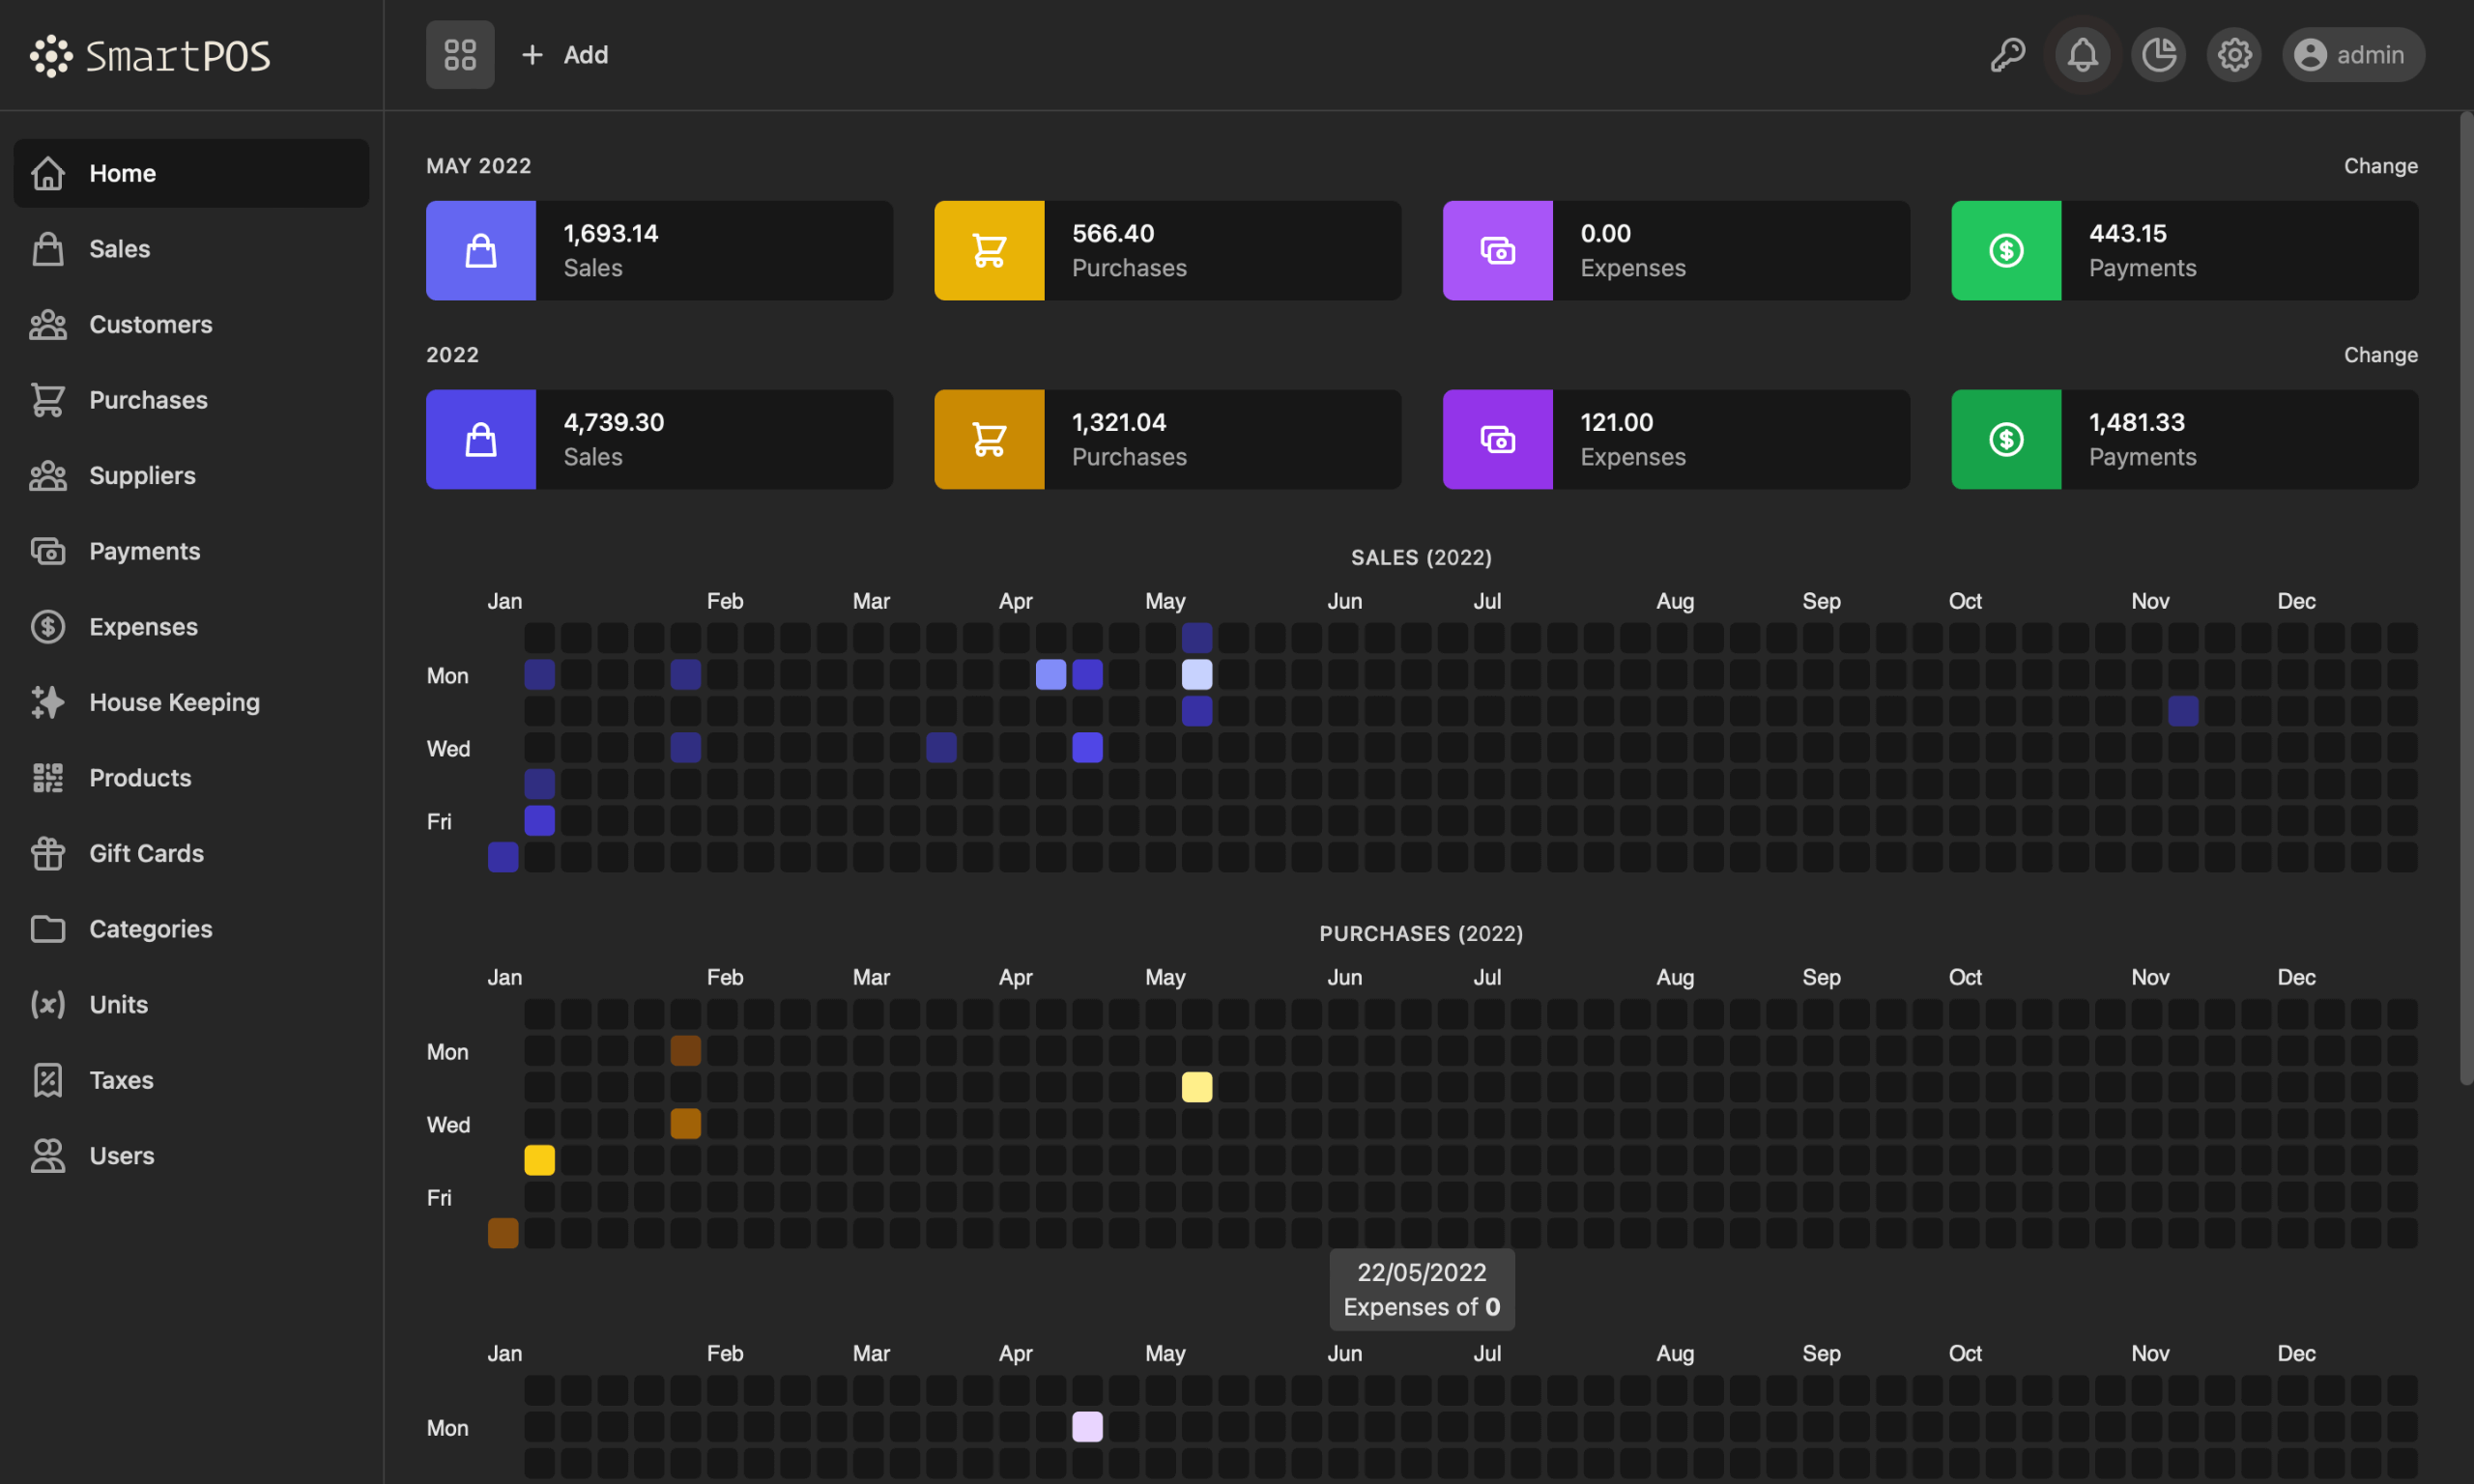 SmartPOS
Add
admin
Home
Sales
Customers
Purchases
Suppliers
Payments
Expenses
House Keeping
Products
Gift Cards
Categories
Units
Taxes
Users
MAY 2022
Change
1,693.14
Sales
566.40
Purchases
0.00
Expenses
443.15
Payments
2022
Change
4,739.30
Sales
1,321.04
Purchases
121.00
Expenses
1,481.33
Payments
SALES (2022)
Jan Feb Mar Apr May Jun Jul Aug Sep Oct Nov Dec
Mon
Wed
Fri
PURCHASES (2022)
Jan Feb Mar Apr May Jun Jul Aug Sep Oct Nov Dec
Mon
Wed
Fri
22/05/2022
Expenses of 0
Jan Feb Mar Apr May Jun Jul Aug Sep Oct Nov Dec
Mon